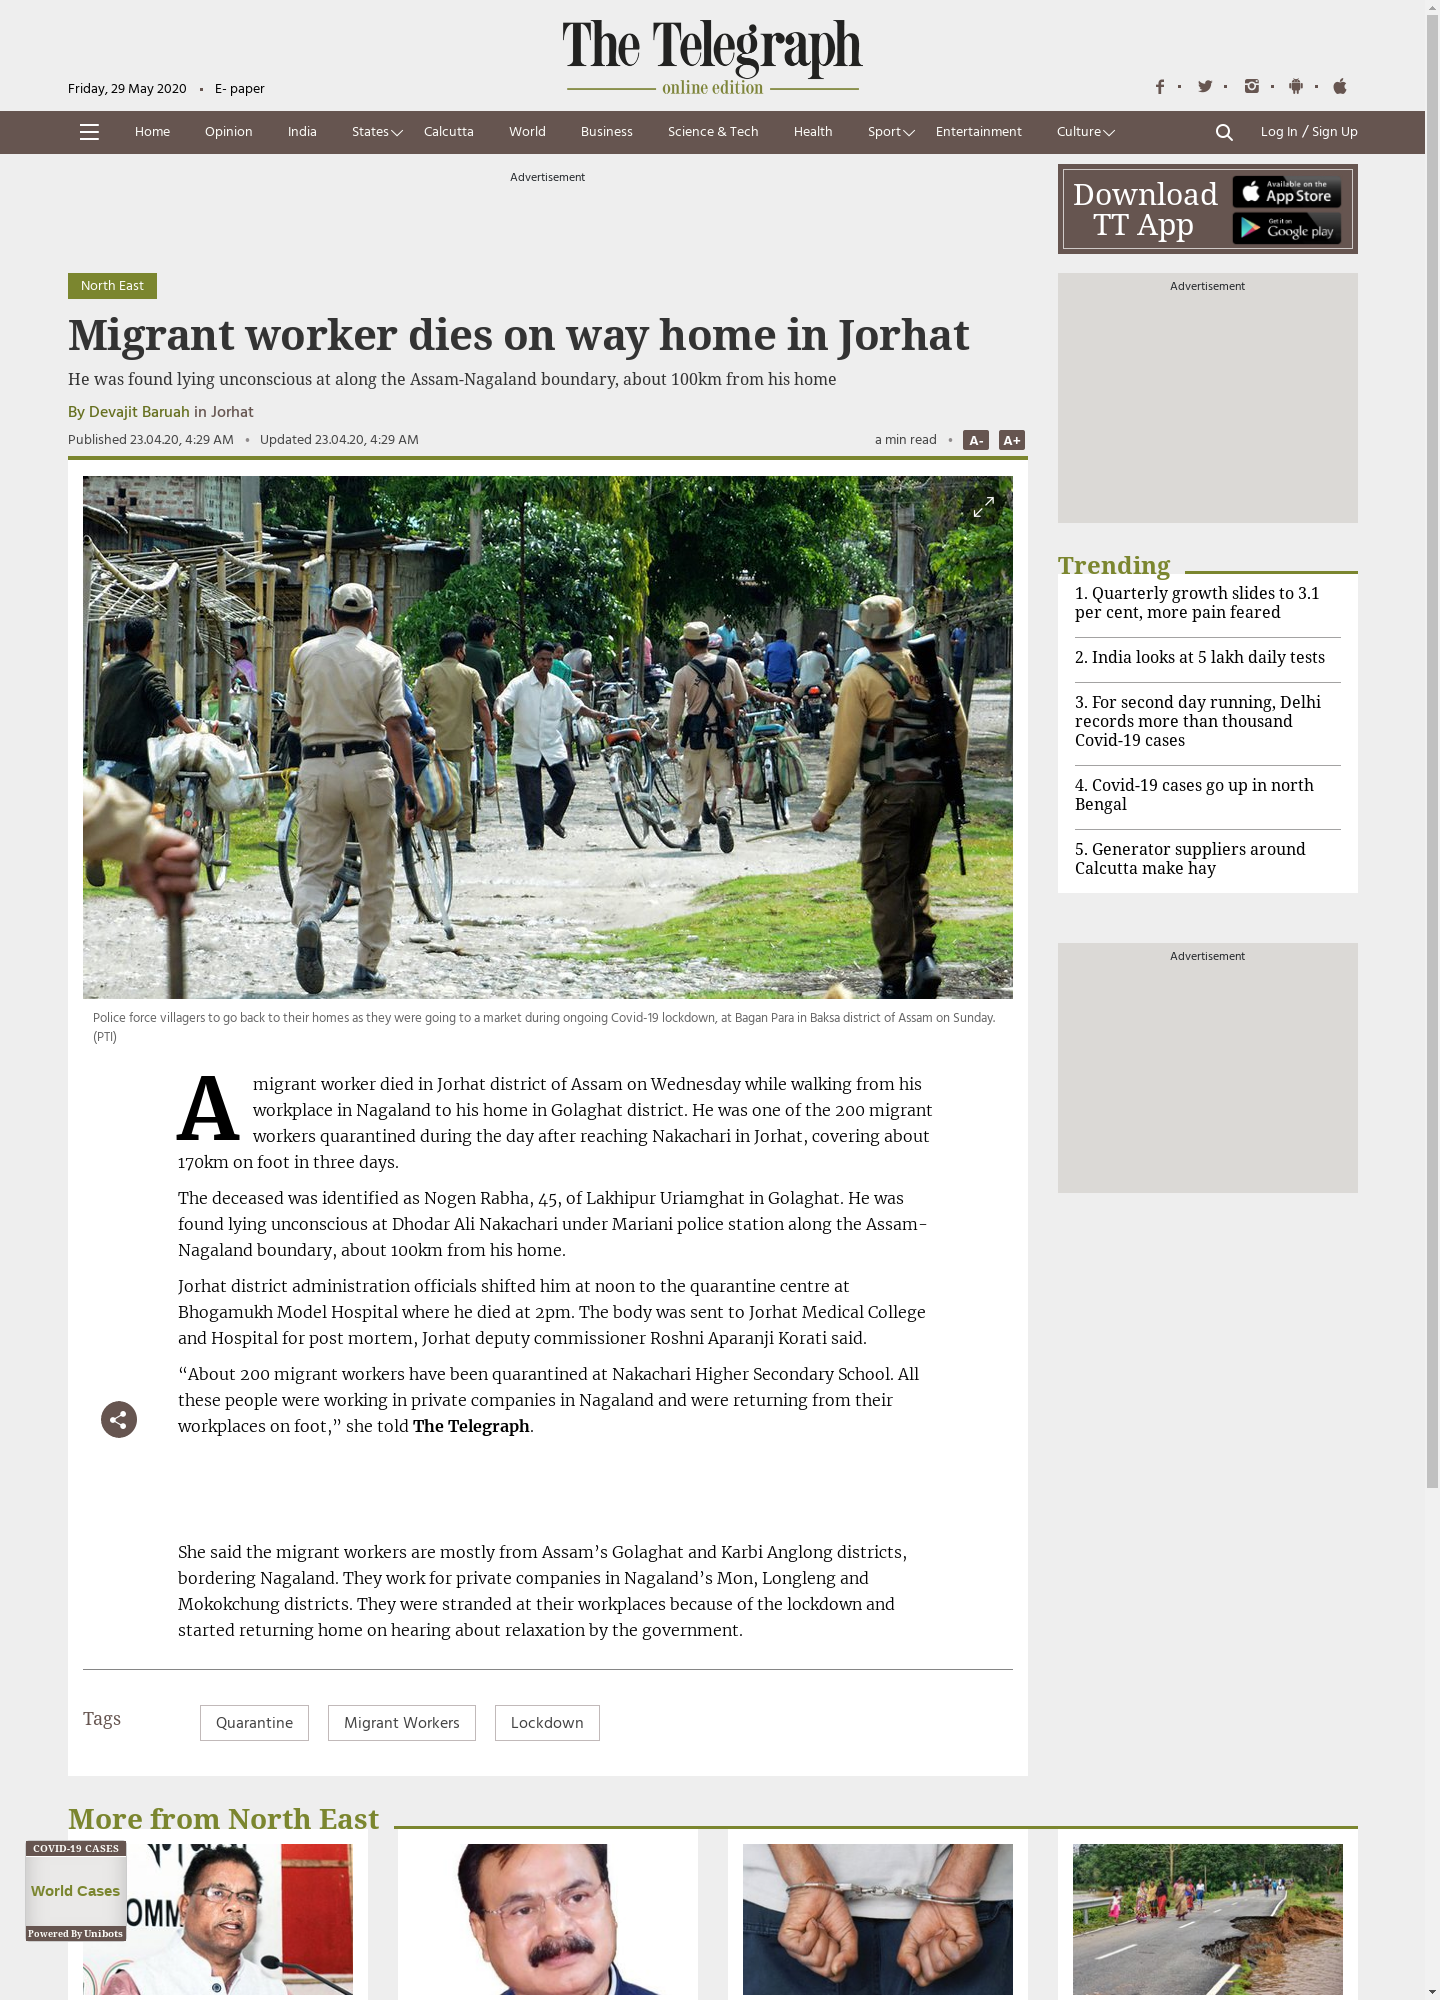 The Telegraph
online edition
Friday, 29 May 2020 • E- paper
Home Opinion India States Calcutta World Business Science & Tech Health Sport Entertainment Culture Log In / Sign Up
Advertisement
Download
TT App
Available on the
App Store
Get it on
Google play
North East
Migrant worker dies on way home in Jorhat
He was found lying unconscious at along the Assam-Nagaland boundary, about 100km from his home
By Devajit Baruah in Jorhat
Published 23.04.20, 4:29 AM • Updated 23.04.20, 4:29 AM
a min read • A- A+
Police force villagers to go back to their homes as they were going to a market during ongoing Covid-19 lockdown, at Bagan Para in Baksa district of Assam on Sunday.
(PTI)
A migrant worker died in Jorhat district of Assam on Wednesday while walking from his
workplace in Nagaland to his home in Golaghat district. He was one of the 200 migrant
workers quarantined during the day after reaching Nakachari in Jorhat, covering about
170km on foot in three days.
The deceased was identified as Nogen Rabha, 45, of Lakhipur Uriamghat in Golaghat. He was
found lying unconscious at Dhodar Ali Nakachari under Mariani police station along the Assam-
Nagaland boundary, about 100km from his home.
Jorhat district administration officials shifted him at noon to the quarantine centre at
Bhogamukh Model Hospital where he died at 2pm. The body was sent to Jorhat Medical College
and Hospital for post mortem, Jorhat deputy commissioner Roshni Aparanji Korati said.
“About 200 migrant workers have been quarantined at Nakachari Higher Secondary School. All
these people were working in private companies in Nagaland and were returning from their
workplaces on foot,” she told The Telegraph.
She said the migrant workers are mostly from Assam’s Golaghat and Karbi Anglong districts,
bordering Nagaland. They work for private companies in Nagaland’s Mon, Longleng and
Mokokchung districts. They were stranded at their workplaces because of the lockdown and
started returning home on hearing about relaxation by the government.
Tags
Quarantine
Migrant Workers
Lockdown
Advertisement
Trending
1. Quarterly growth slides to 3.1
per cent, more pain feared
2. India looks at 5 lakh daily tests
3. For second day running, Delhi
records more than thousand
Covid-19 cases
4. Covid-19 cases go up in north
Bengal
5. Generator suppliers around
Calcutta make hay
Advertisement
More from North East
COVID-19 CASES
World Cases
Powered By Unibots
OMM